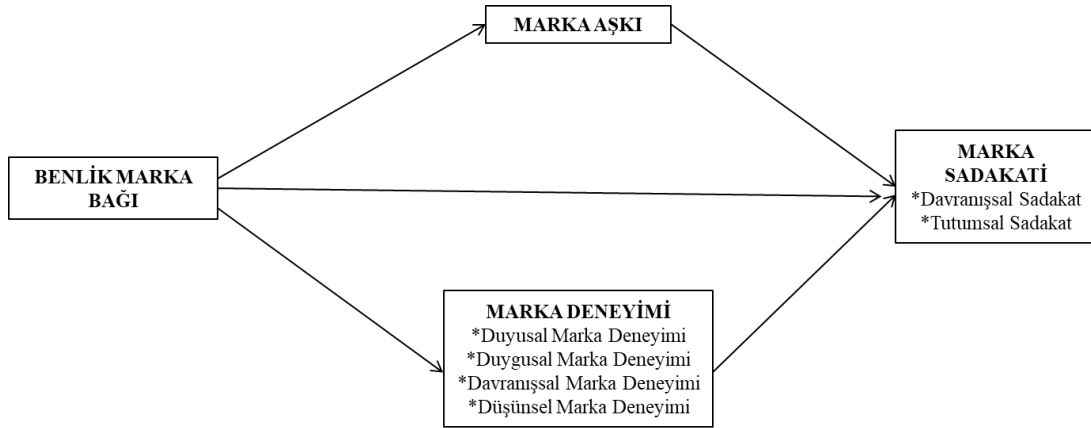 MARKA AŞKI
BENLİK MARKA
BAĞI
MARKA
SADAKATİ
*Davranışsal Sadakat
*Tutumsal Sadakat
MARKA DENEYİMİ
*Duyusal Marka Deneyimi
*Duygusal Marka Deneyimi
*Davranışsal Marka Deneyimi
*Düşünsel Marka Deneyimi